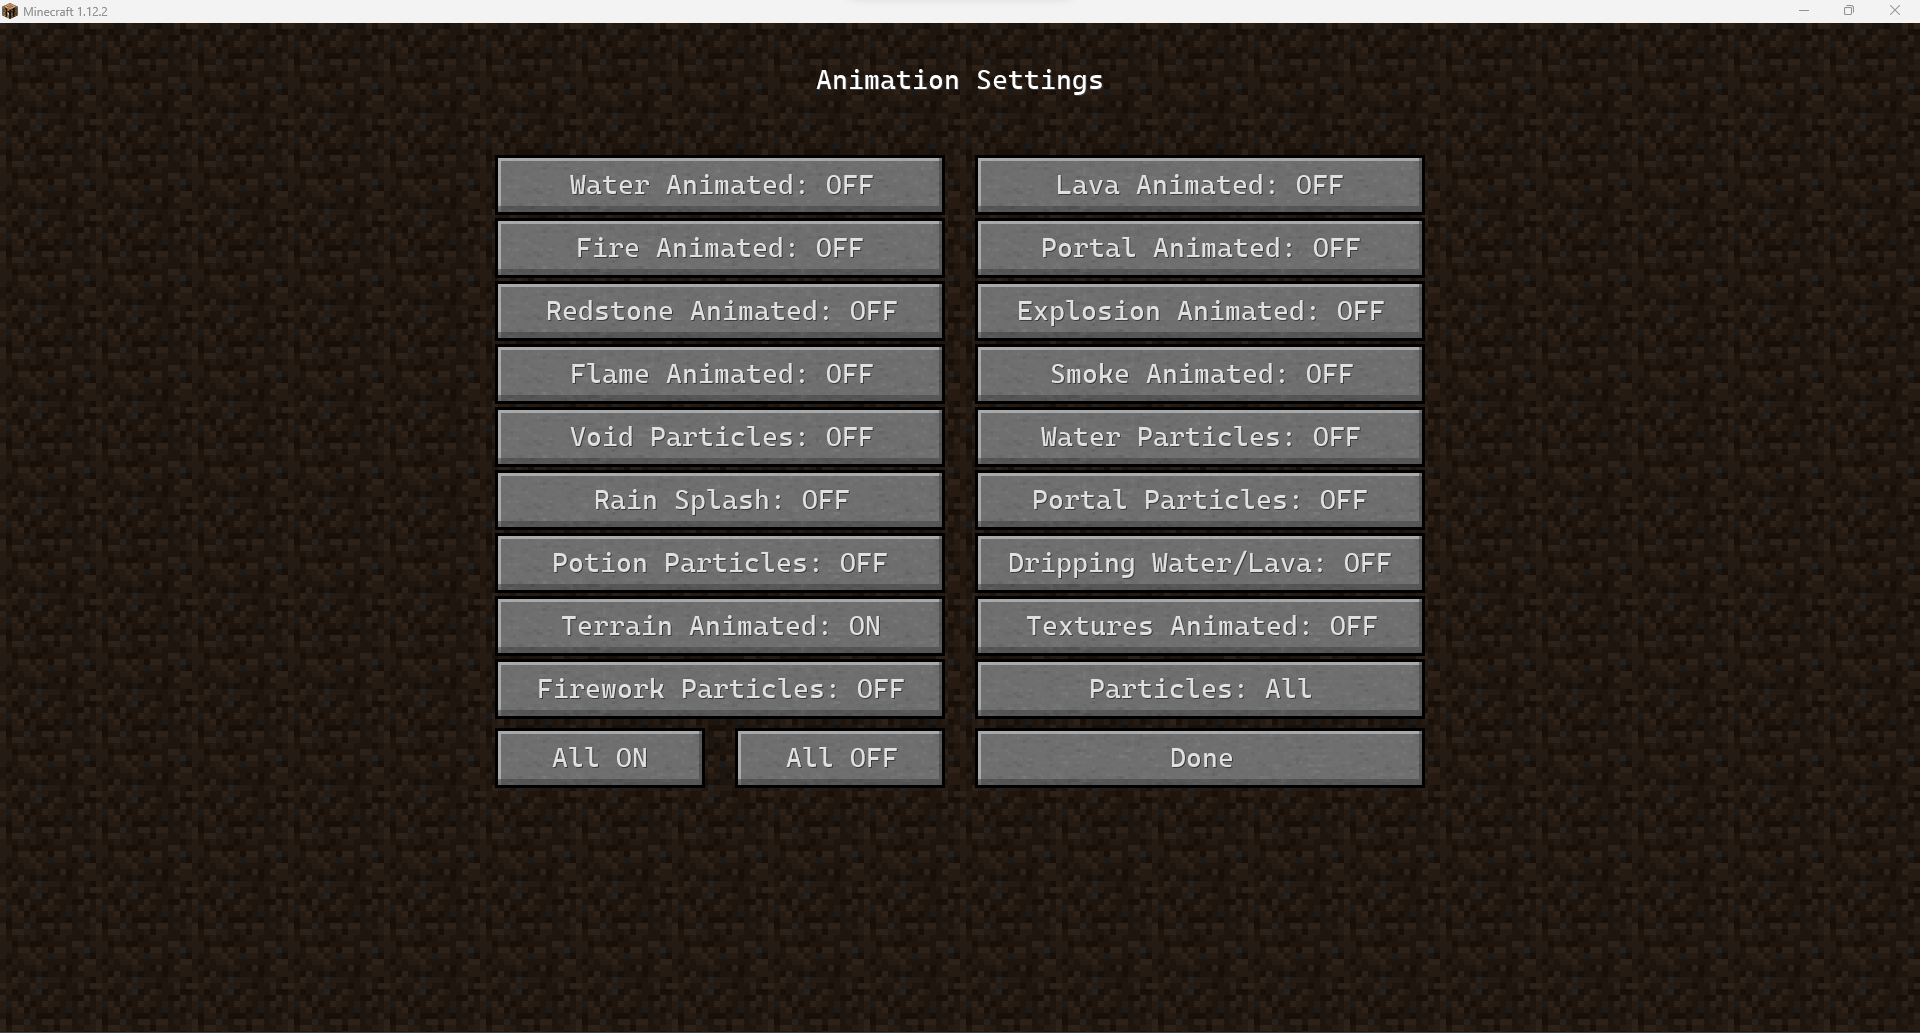 Minecraft 1.12.2
Animation Settings
Water Animated: OFF
Lava Animated: OFF
Fire Animated: OFF
Portal Animated: OFF
Redstone Animated: OFF
Explosion Animated: OFF
Flame Animated: OFF
Smoke Animated: OFF
Void Particles: OFF
Water Particles: OFF
Rain Splash: OFF
Portal Particles: OFF
Potion Particles: OFF
Dripping Water/Lava: OFF
Terrain Animated: ON
Textures Animated: OFF
Firework Particles: OFF
Particles: All
All ON
All OFF
Done